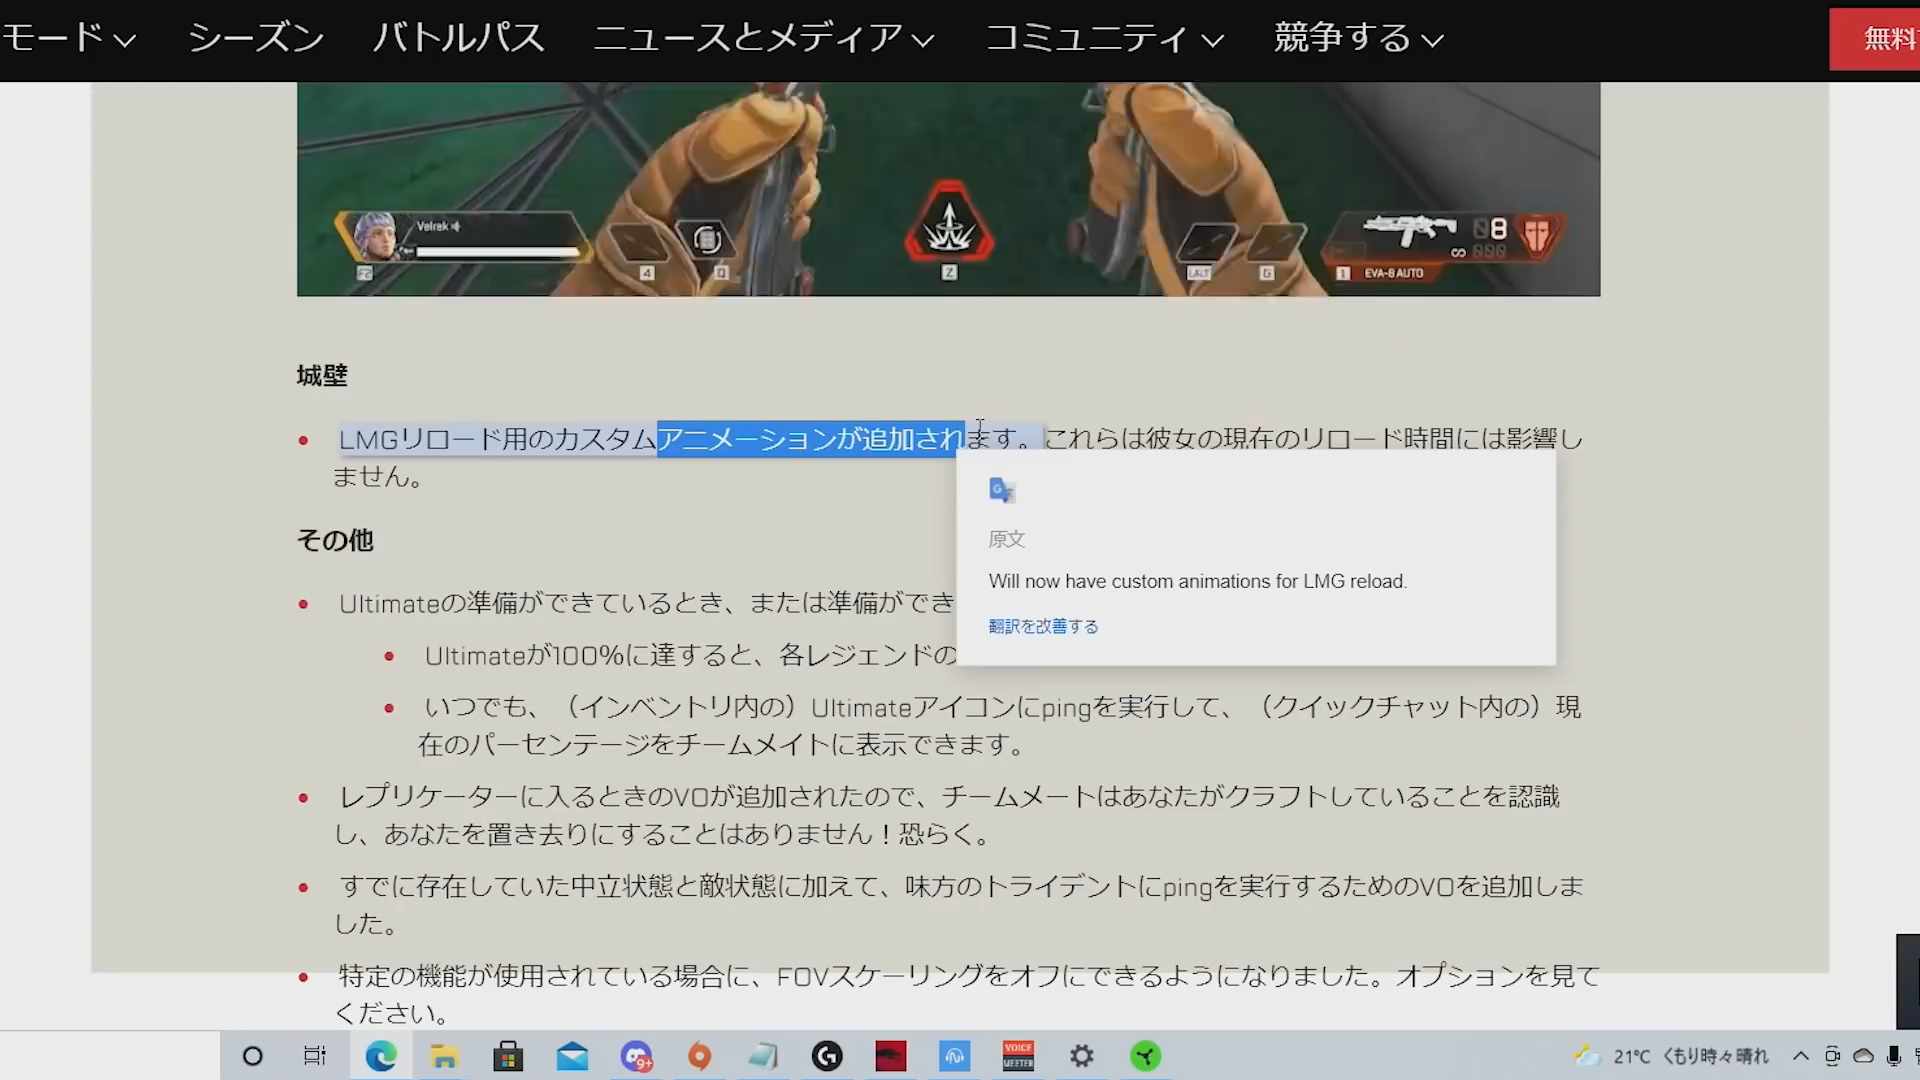 モード シーズン バトルパス ニュースとメディア コミュニティ 競争する 無料
Velrek
F2 4 Q Z LALT G 1 EVA-8 AUTO
8
城壁
LMGリロード用のカスタムアニメーションが追加されます。これらは彼女の現在のリロード時間には影響し
ません。
原文
Will now have custom animations for LMG reload.
翻訳を改善する
その他
Ultimateの準備ができているとき、または準備ができ
Ultimateが100%に達すると、各レジェンドの
いつでも、（インベントリ内の）Ultimateアイコンにpingを実行して、（クイックチャット内の）現
在のパーセンテージをチームメイトに表示できます。
レプリケーターに入るときのVOが追加されたので、チームメートはあなたがクラフトしていることを認識
し、あなたを置き去りにすることはありません！恐らく。
すでに存在していた中立状態と敵状態に加えて、味方のトライデントにpingを実行するためのVOを追加しま
した。
特定の機能が使用されている場合に、FOVスケーリングをオフにできるようになりました。オプションを見て
ください。
9+ VOICE
MEETER
21℃ くもり時々晴れ